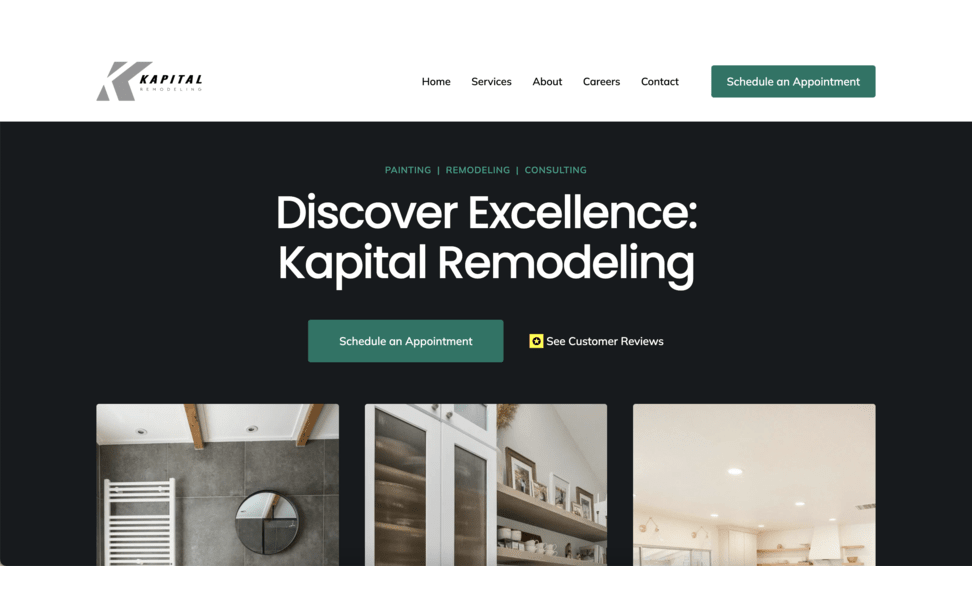 KAPITAL
REMODELING
Home Services About Careers Contact Schedule an Appointment
PAINTING | REMODELING | CONSULTING
Discover Excellence:
Kapital Remodeling
Schedule an Appointment See Customer Reviews